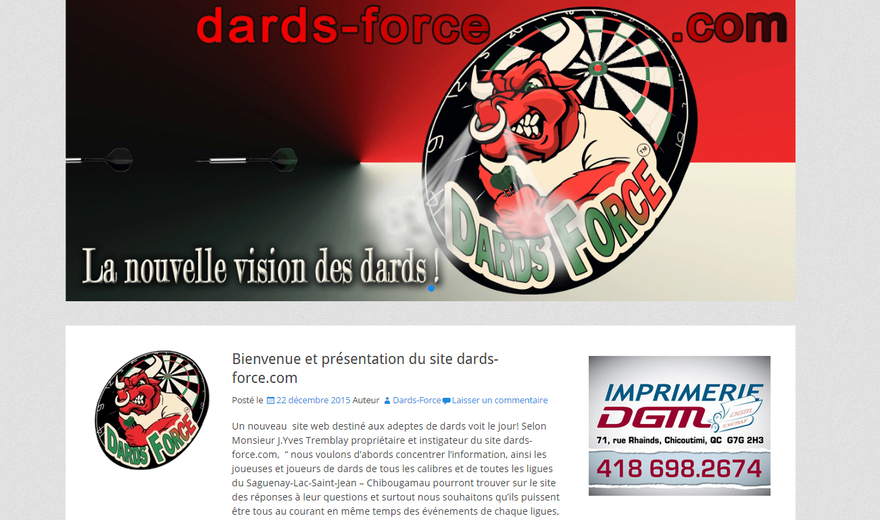 dards-force .com
DARDS FORCE
TM
La nouvelle vision des dards !
DARDS FORCE
Bienvenue et présentation du site dards-
force.com
Posté le 22 décembre 2015 Auteur Dards-Force Laisser un commentaire
Un nouveau site web destiné aux adeptes de dards voit le jour! Selon
Monsieur J.Yves Tremblay propriétaire et instigateur du site dards-
force.com, " nous voulons d'abords concentrer l'information, ainsi les
joueuses et joueurs de dards de tous les calibres et de toutes les ligues
du Saguenay-Lac-Saint-Jean – Chibougamau pourront trouver sur le site
des réponses à leur questions et surtout nous souhaitons qu'ils puissent
être tous au courant en même temps des événements de chaque ligues,
IMPRIMERIE
DGM
71, rue Rhainds, Chicoutimi, QC G7G 2H3
418 698.2674